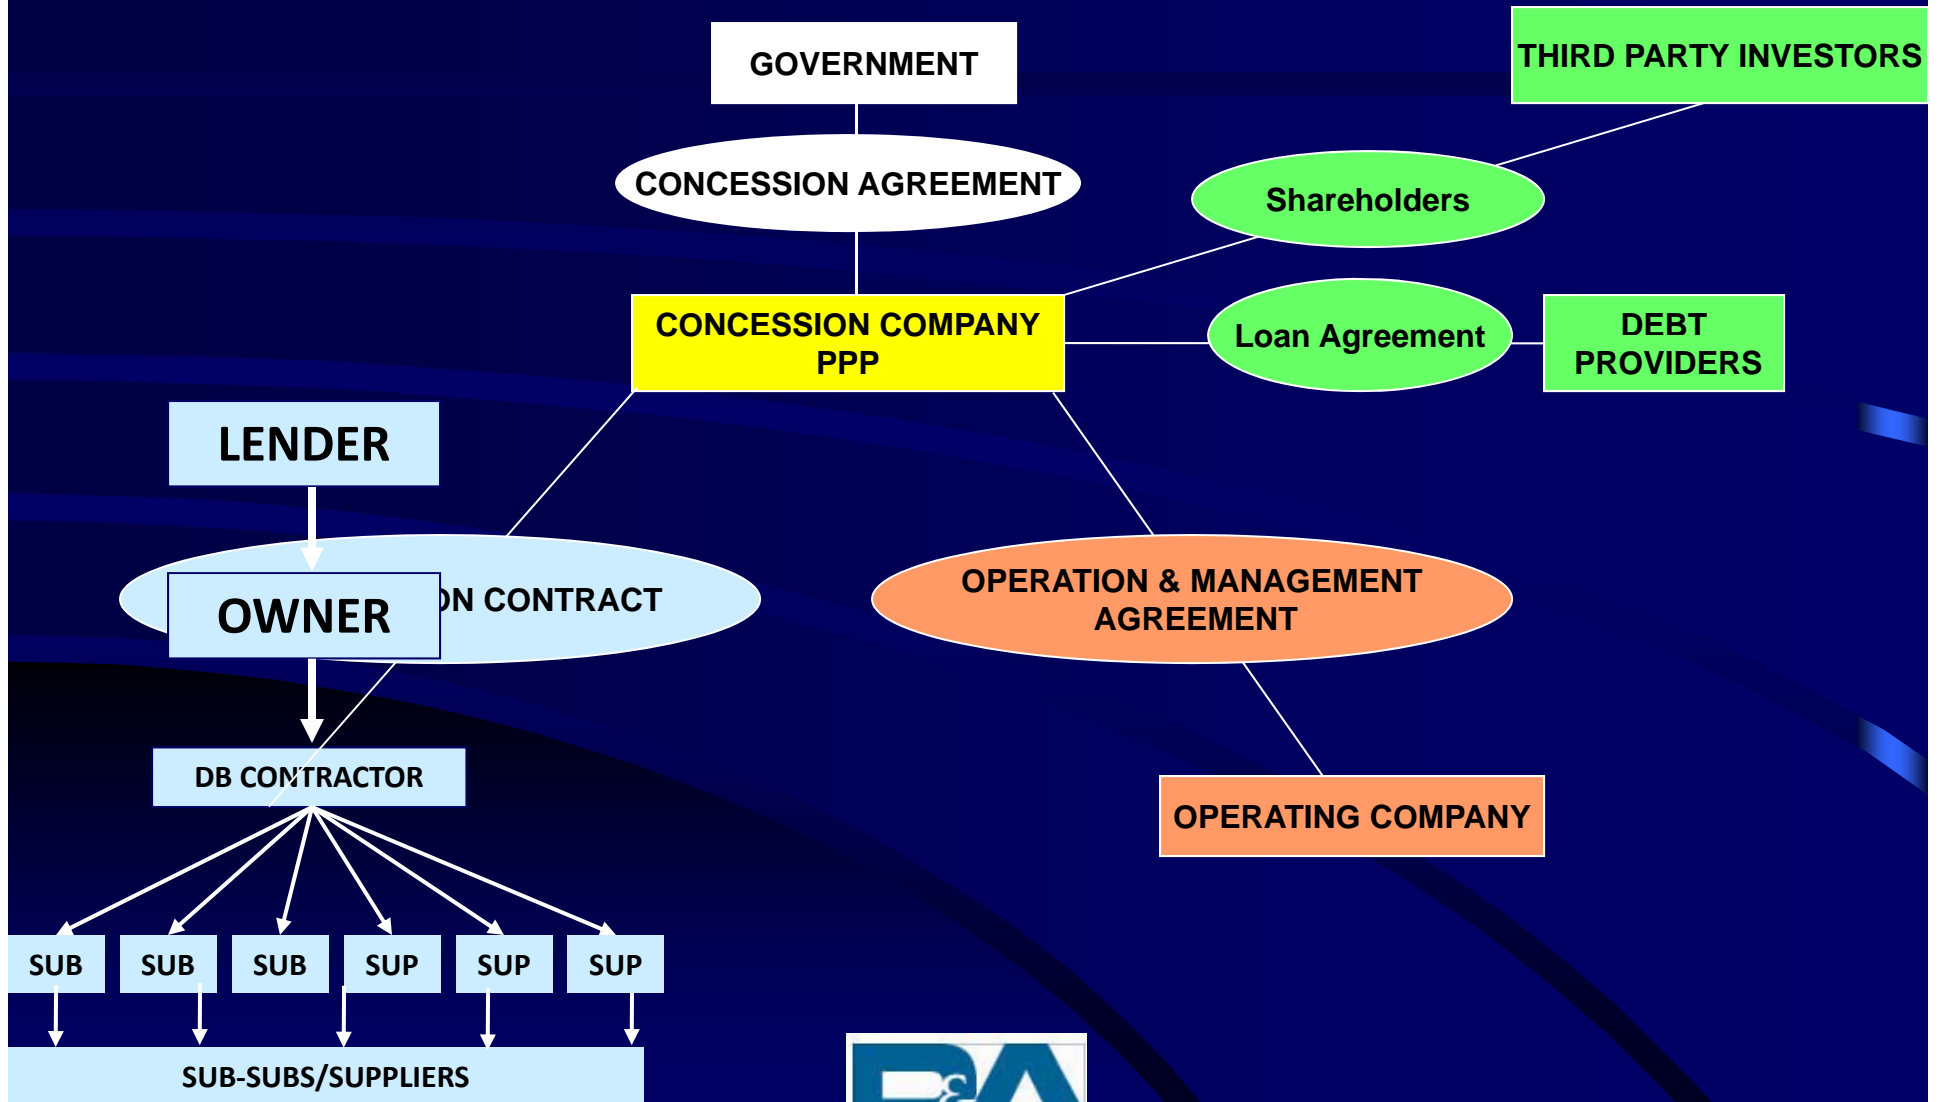 GOVERNMENT
THIRD PARTY INVESTORS
CONCESSION AGREEMENT
Shareholders
CONCESSION COMPANY
PPP
Loan Agreement
DEBT
PROVIDERS
LENDER
OWNER
ON CONTRACT
OPERATION & MANAGEMENT
AGREEMENT
DB CONTRACTOR
OPERATING COMPANY
SUB
SUB
SUB
SUP
SUP
SUP
SUB-SUBS/SUPPLIERS
&A